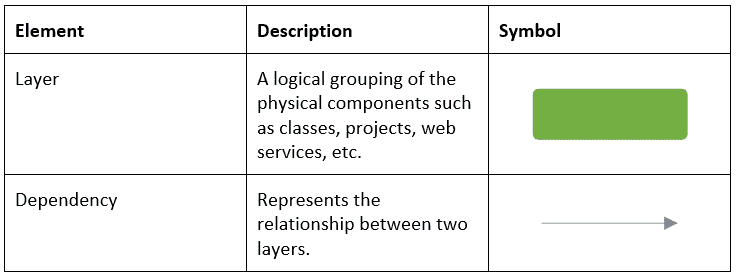 Element Description Symbol
Layer A logical grouping of the
physical components such
as classes, projects, web
services, etc.
Dependency Represents the
relationship between two
layers.